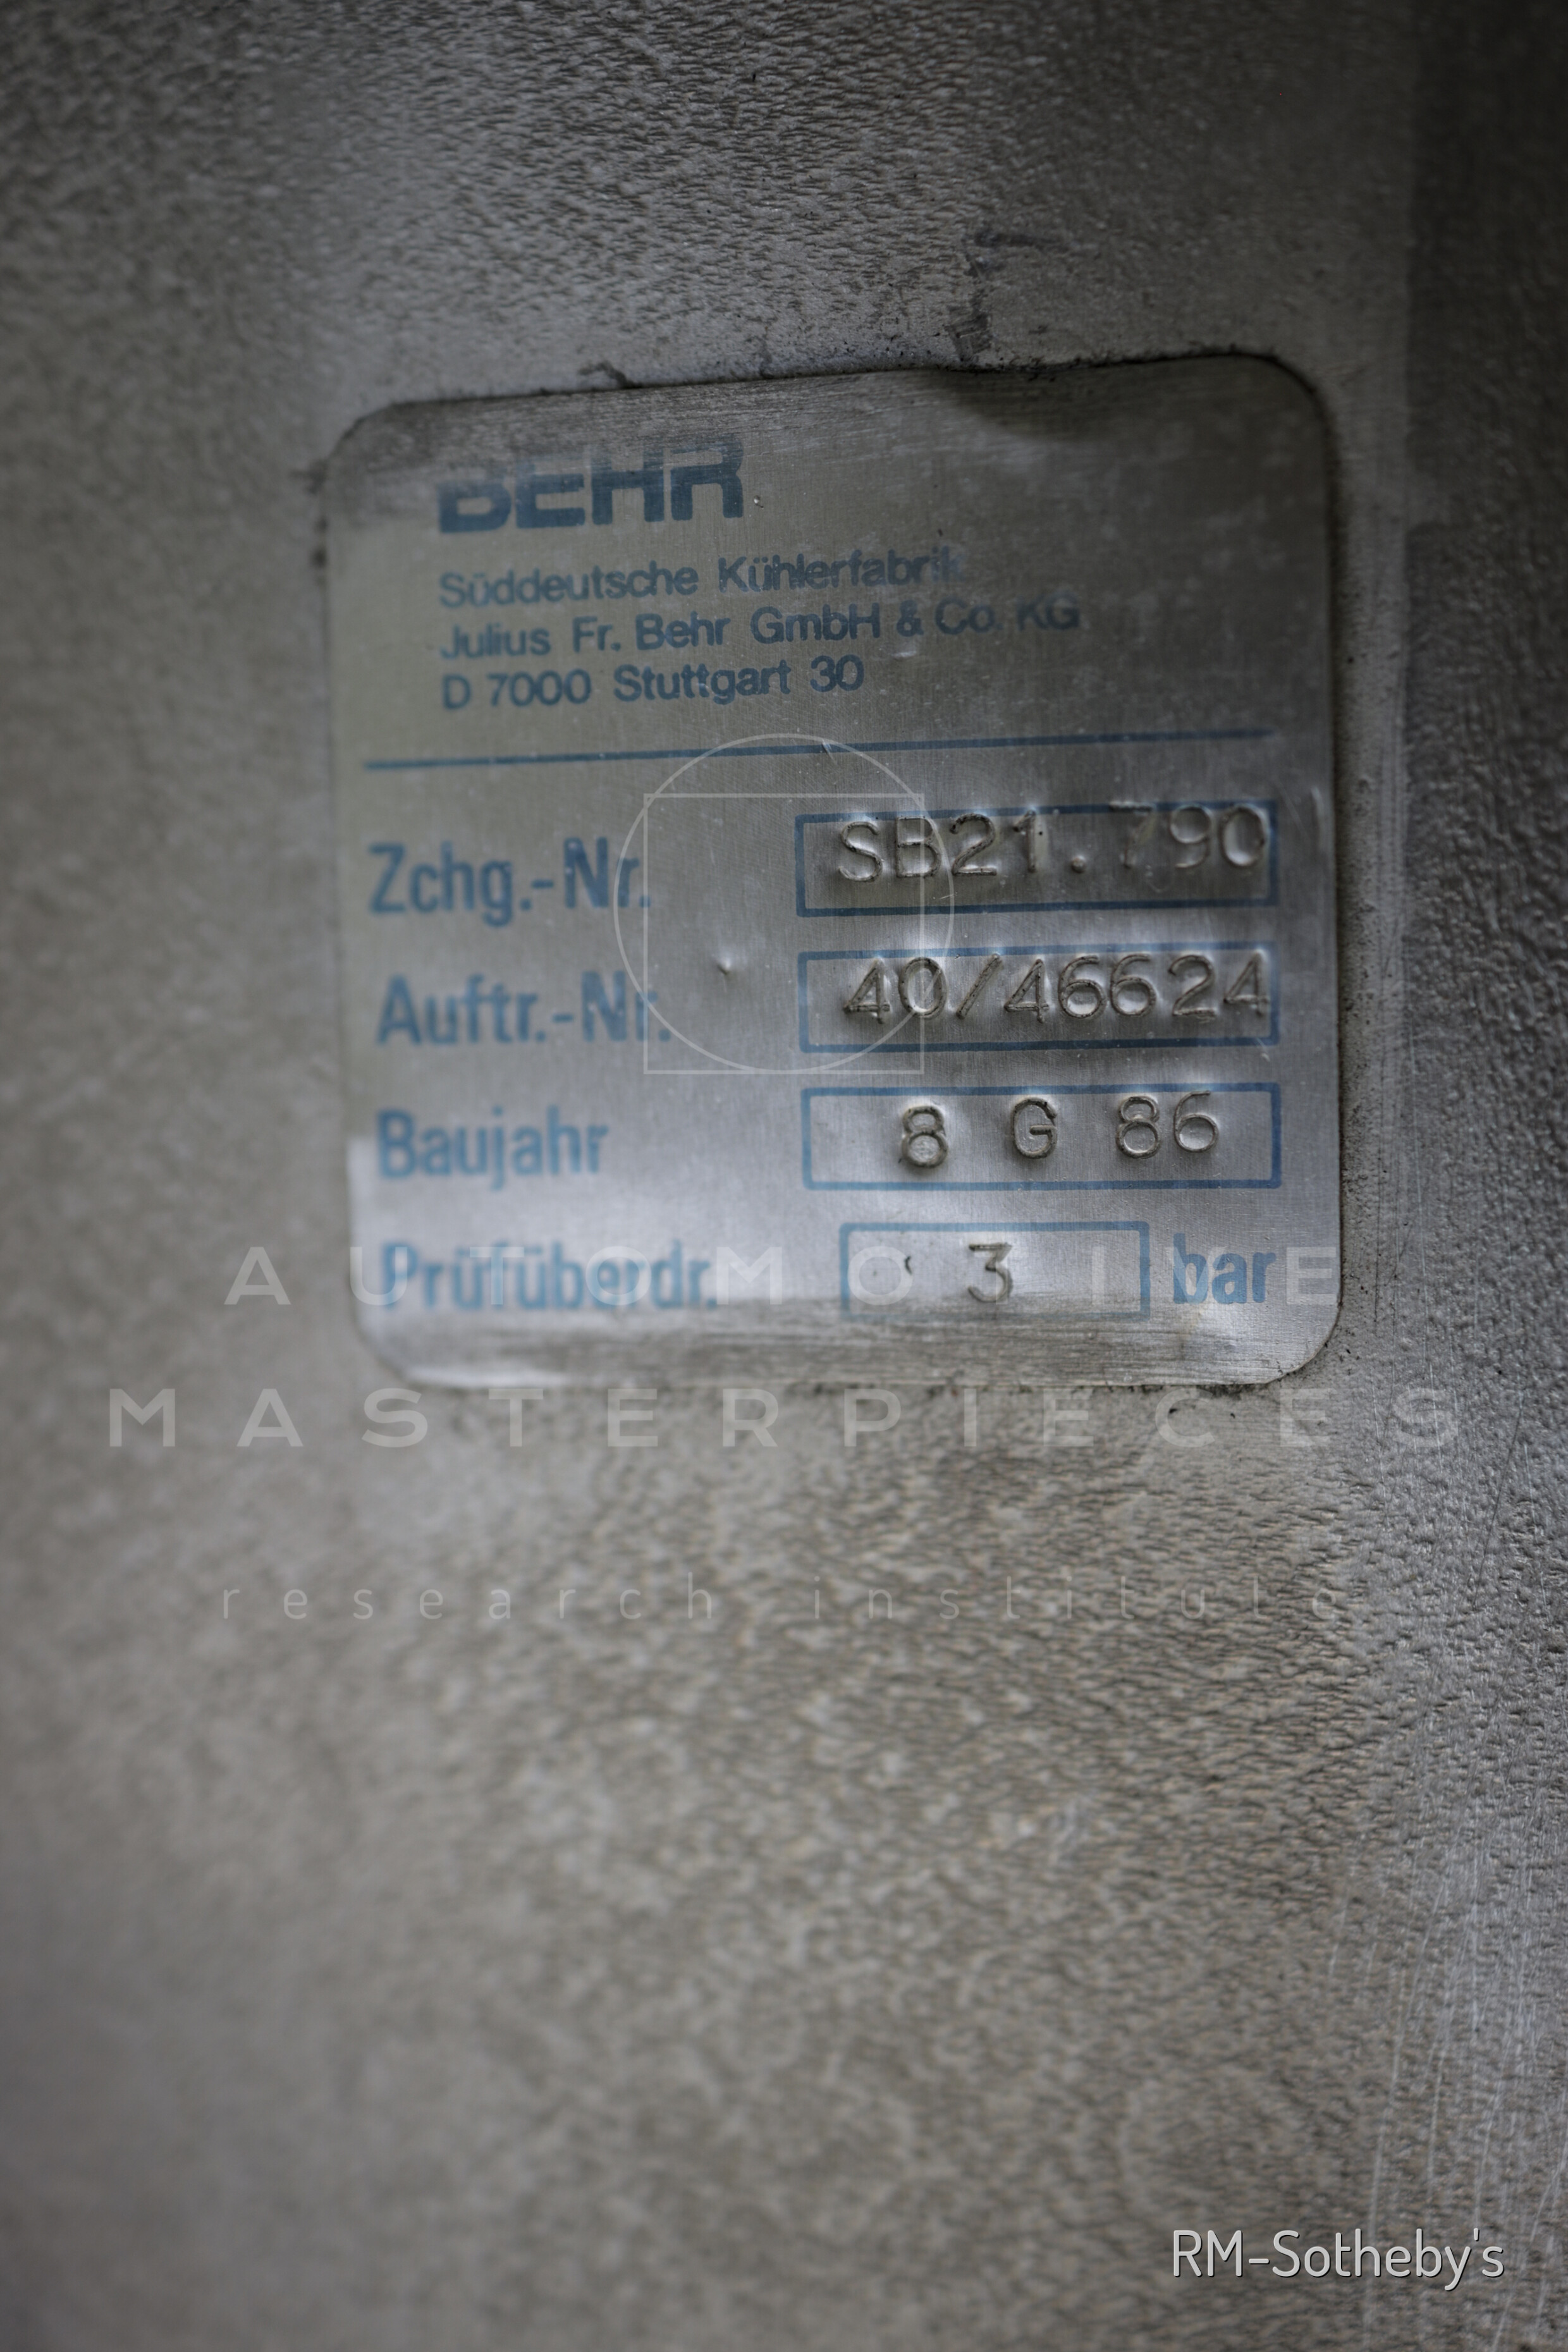 BEHR
Süddeutsche Kühlerfabrik
Julius Fr. Behr GmbH & Co KG
D 7000 Stuttgart 30
Zchg.-Nr. SB21.790
Auftr.-Nr. 40/46624
Baujahr 8 G 86
Prüfüberdr. 3 bar
AUTOMOTIVE
MASTERPIECES
research institute
RM-Sotheby's